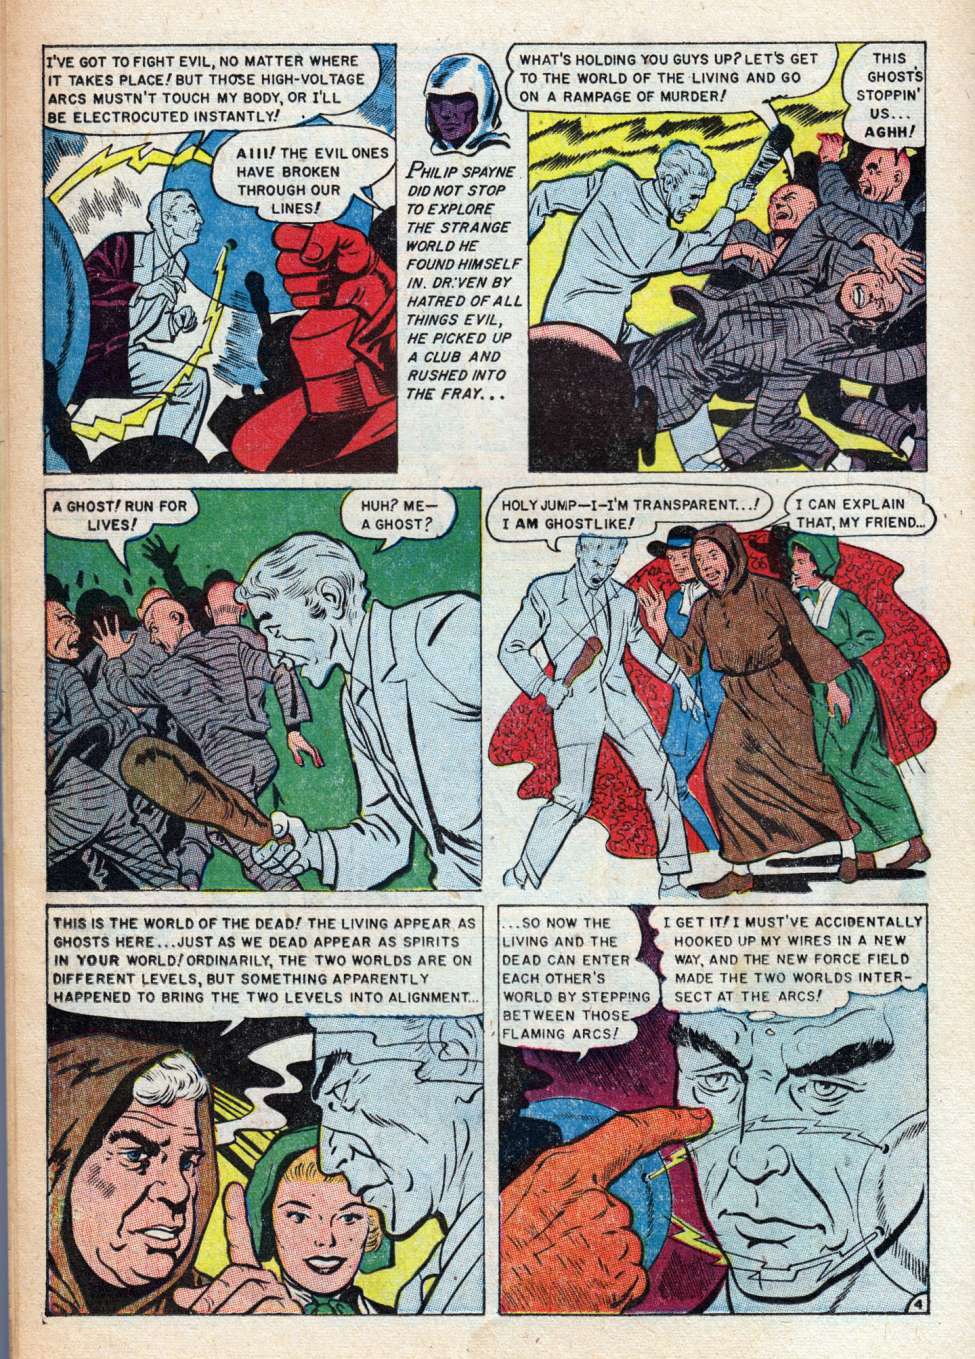 I'VE GOT TO FIGHT EVIL, NO MATTER WHERE
IT TAKES PLACE! BUT THOSE HIGH-VOLTAGE
ARCS MUSTN'T TOUCH MY BODY, OR I'LL
BE ELECTROCUTED INSTANTLY!
AIII! THE EVIL ONES
HAVE BROKEN
THROUGH OUR
LINES!
PHILIP SPAYNE
DID NOT STOP
TO EXPLORE
THE STRANGE
WORLD HE
FOUND HIMSELF
IN. DRIVEN BY
HATRED OF ALL
THINGS EVIL,
HE PICKED UP
A CLUB AND
RUSHED INTO
THE FRAY...
WHAT'S HOLDING YOU GUYS UP? LET'S GET
TO THE WORLD OF THE LIVING AND GO
ON A RAMPAGE OF MURDER!
THIS
GHOST'S
STOPPIN'
US...
AGHH!
A GHOST! RUN FOR
LIVES!
HUH? ME—
A GHOST?
HOLY JUMP—I—I'M TRANSPARENT...!
I AM GHOSTLIKE!
I CAN EXPLAIN
THAT, MY FRIEND...
THIS IS THE WORLD OF THE DEAD! THE LIVING APPEAR AS
GHOSTS HERE...JUST AS WE DEAD APPEAR AS SPIRITS
IN YOUR WORLD! ORDINARILY, THE TWO WORLDS ARE ON
DIFFERENT LEVELS, BUT SOMETHING APPARENTLY
HAPPENED TO BRING THE TWO LEVELS INTO ALIGNMENT...
...SO NOW THE
LIVING AND THE
DEAD CAN ENTER
EACH OTHER'S
WORLD BY STEPPING
BETWEEN THOSE
FLAMING ARCS!
I GET IT! I MUST'VE ACCIDENTALLY
HOOKED UP MY WIRES IN A NEW
WAY, AND THE NEW FORCE FIELD
MADE THE TWO WORLDS INTER-
SECT AT THE ARCS!
4